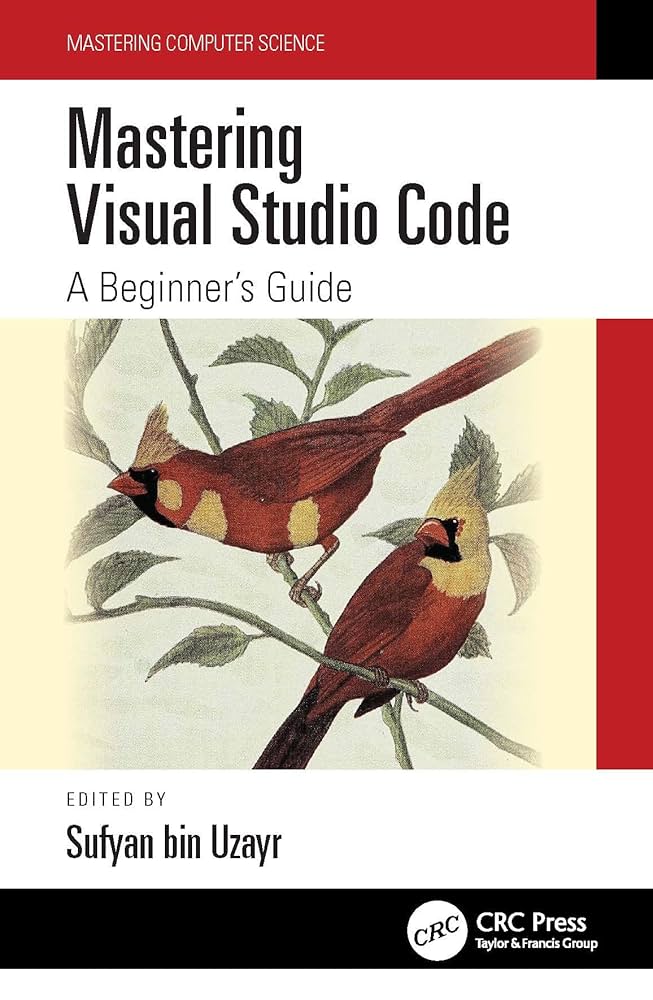 MASTERING COMPUTER SCIENCE
Mastering
Visual Studio Code
A Beginner's Guide
EDITED BY
Sufyan bin Uzayr
CRC
CRC Press
Taylor & Francis Group